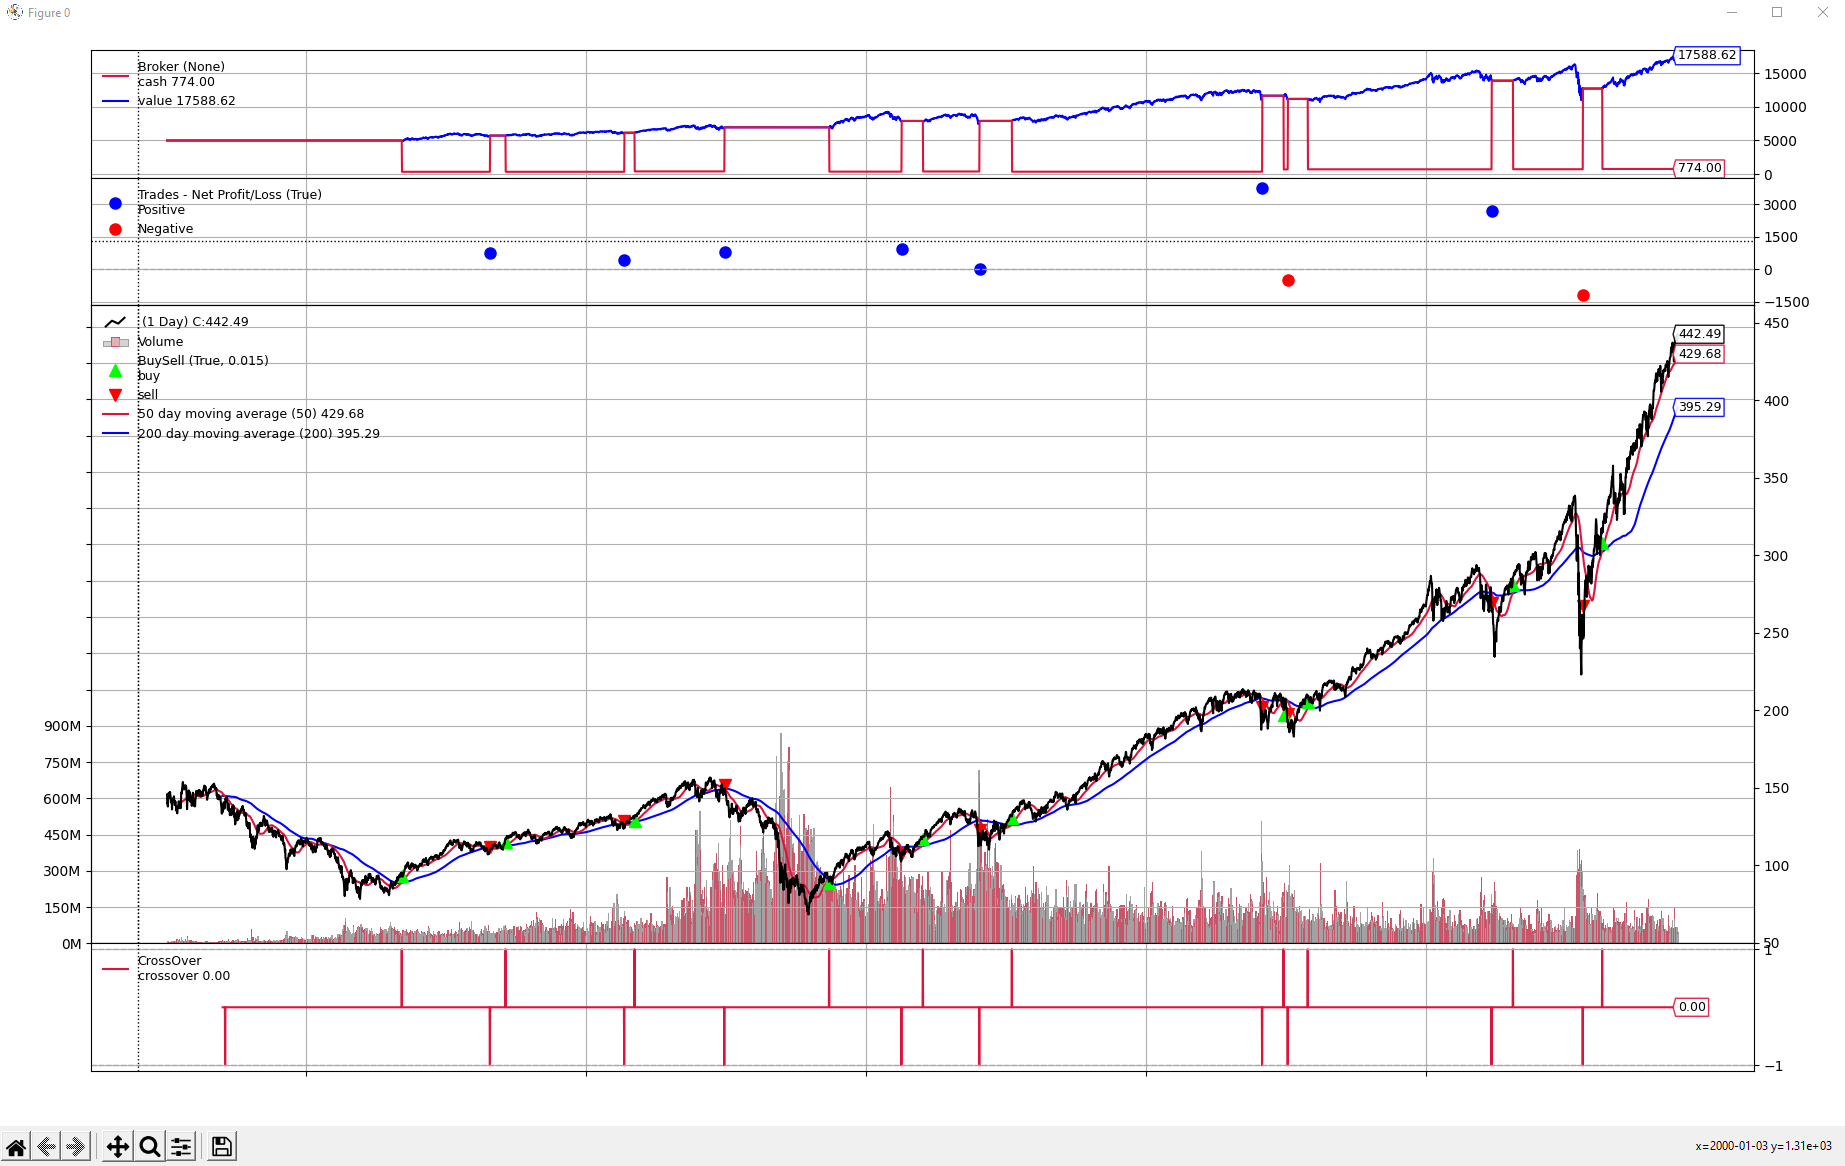 Figure 0
Broker (None)
cash 774.00
value 17588.62
17588.62
15000
10000
5000
774.00
0
Trades - Net Profit/Loss (True)
Positive
Negative
3000
1500
0
−1500
(1 Day) C:442.49
Volume
BuySell (True, 0.015)
buy
sell
50 day moving average (50) 429.68
200 day moving average (200) 395.29
450
442.49
429.68
400
395.29
350
300
250
200
150
100
50
900M
750M
600M
450M
300M
150M
0M
CrossOver
crossover 0.00
1
0.00
−1
x=2000-01-03 y=1.31e+03